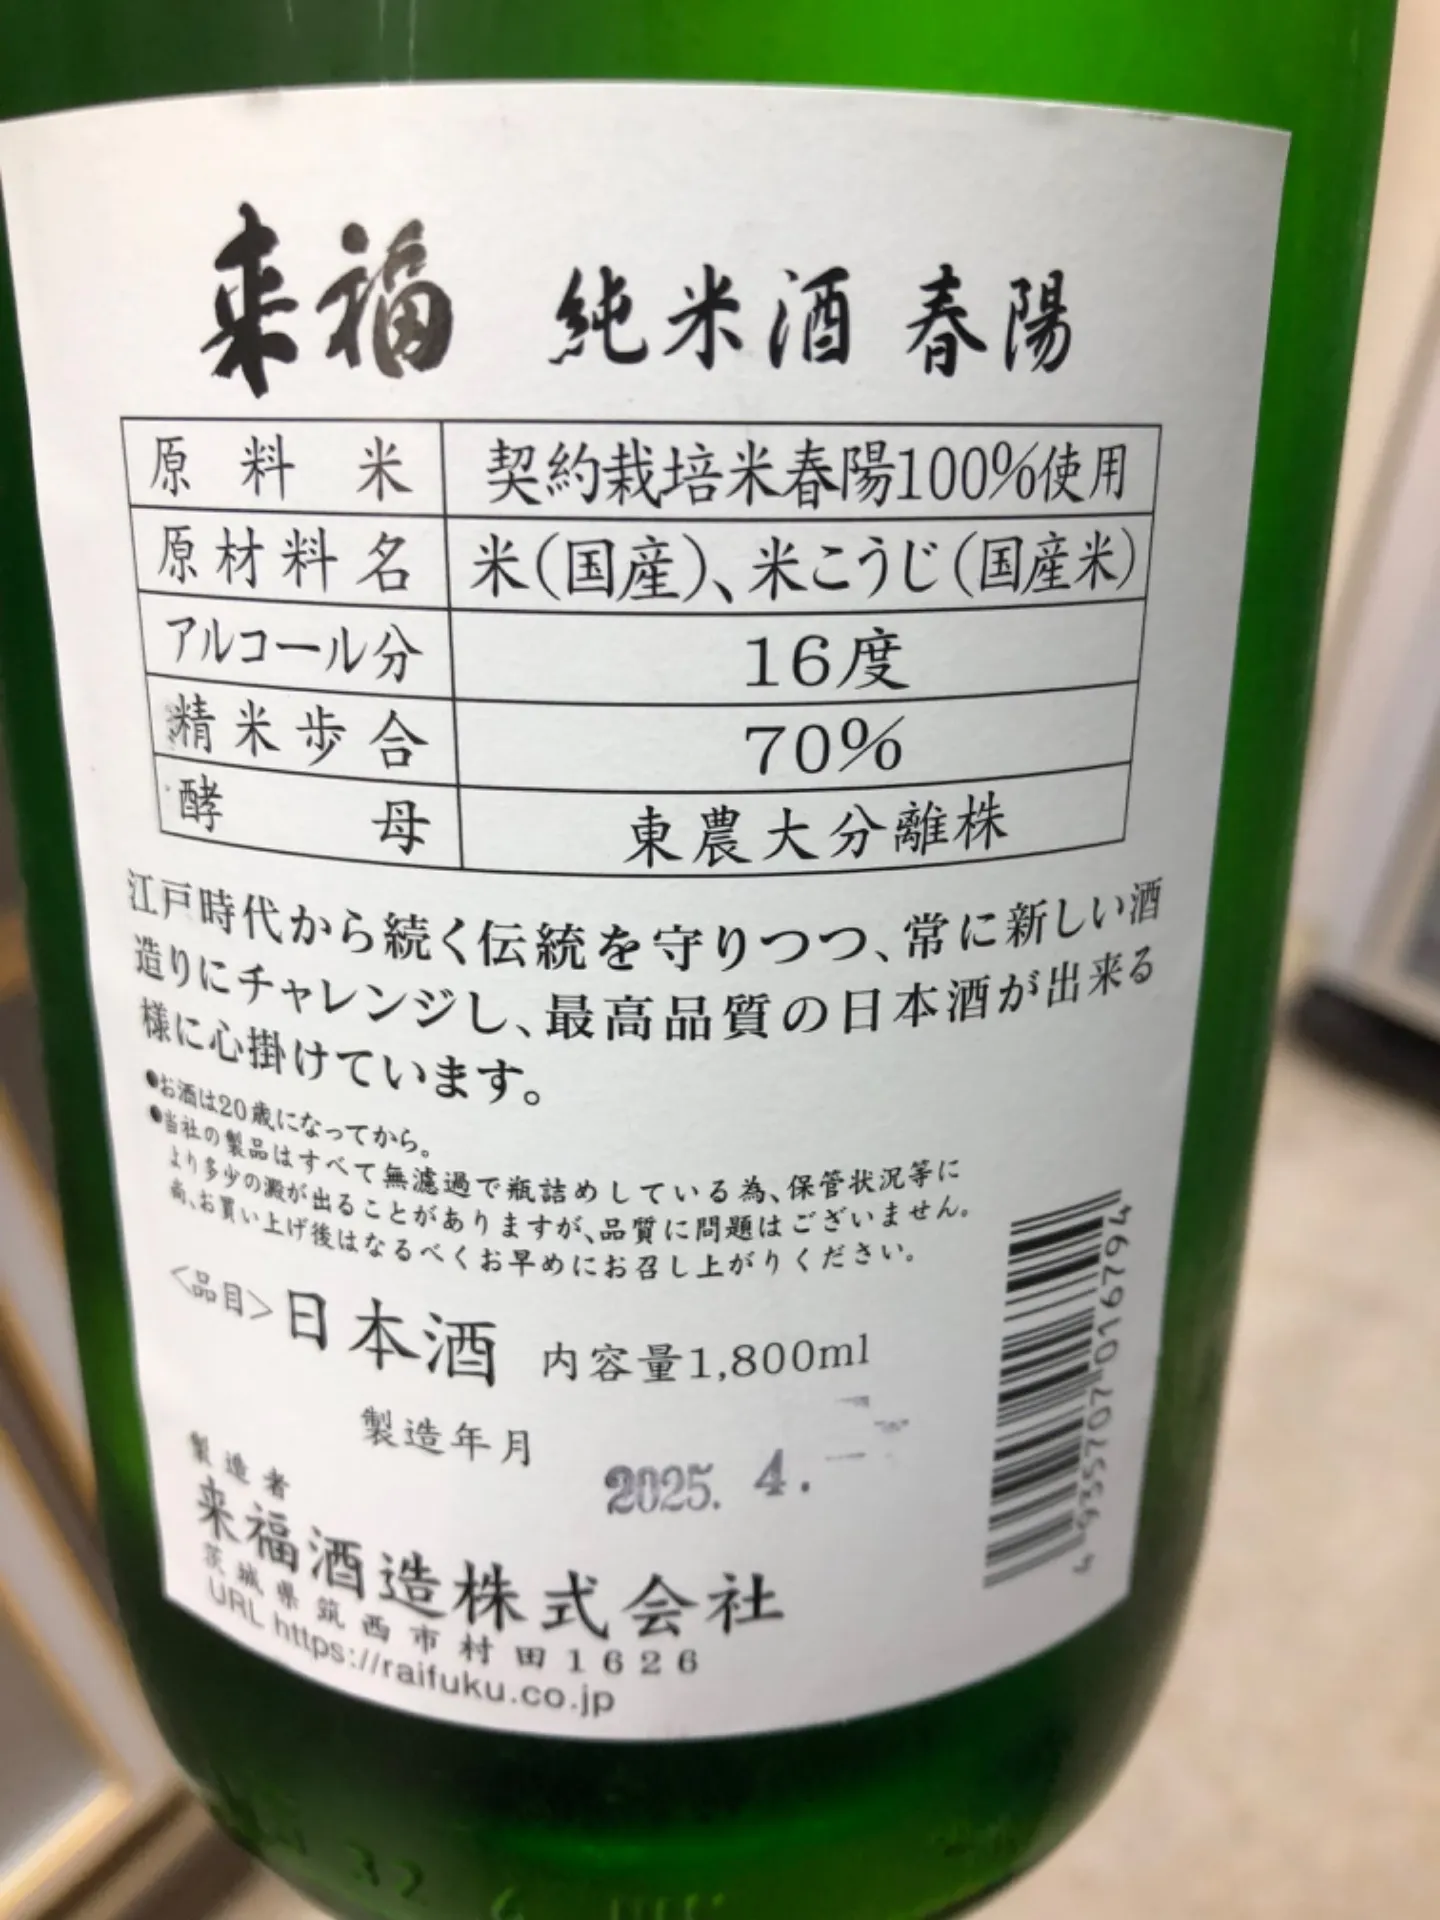 来福 純米酒 春陽
原料米 契約栽培米春陽100%使用
原材料名 米(国産)、米こうじ(国産米)
アルコール分 16度
精米歩合 70%
酵母 東農大分離株
江戸時代から続く伝統を守りつつ、常に新しい酒
造りにチャレンジし、最高品質の日本酒が出来る
様に心掛けています。
●お酒は20歳になってから。
●当社の製品はすべて無濾過で瓶詰めしている為、保管状況等に
より多少の澱が出ることがありますが、品質に問題はございません。
尚、お買い上げ後はなるべくお早めにお召し上がりください。
<品目>日本酒 内容量1,800ml
製造年月
2025. 4.
製造者
来福酒造株式会社
茨城県筑西市村田1626
URL https://raifuku.co.jp
4 935707 016794
32